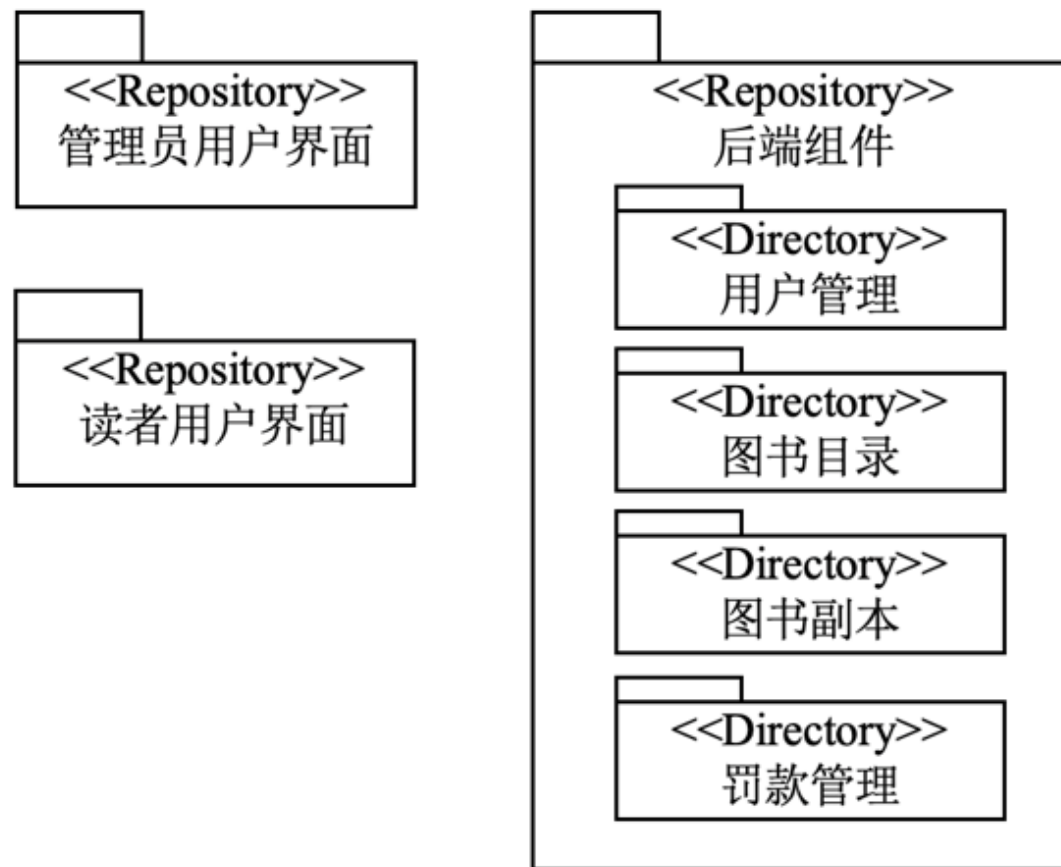 <<Repository>>
管理员用户界面
<<Repository>>
读者用户界面
<<Repository>>
后端组件
<<Directory>>
用户管理
<<Directory>>
图书目录
<<Directory>>
图书副本
<<Directory>>
罚款管理